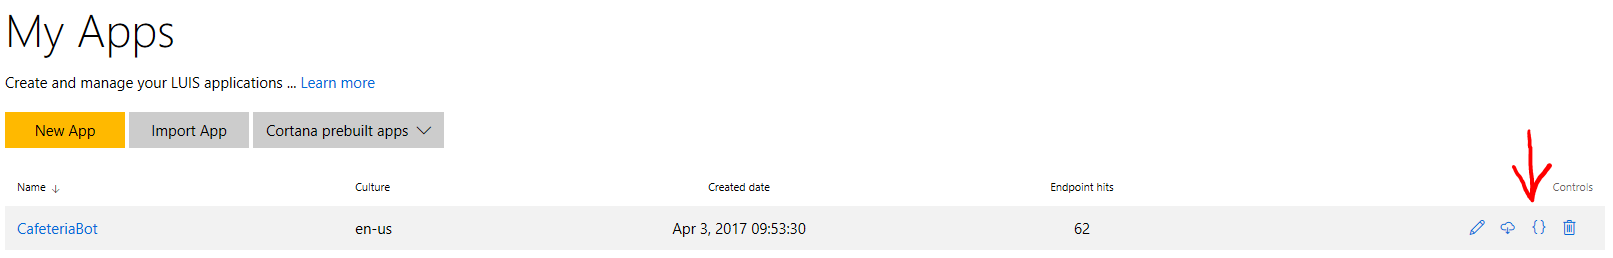 My Apps
Create and manage your LUIS applications ... Learn more
New App Import App Cortana prebuilt apps
Name Culture Created date Endpoint hits Controls
CafeteriaBot en-us Apr 3, 2017 09:53:30 62 {}